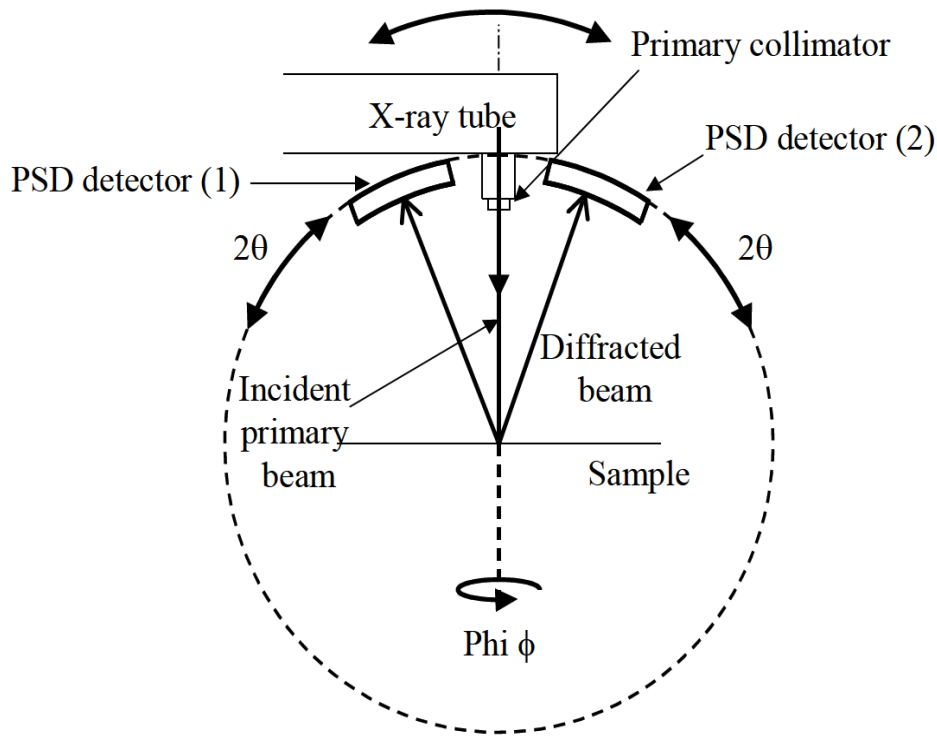 Primary collimator
X-ray tube
PSD detector (2)
PSD detector (1)
2θ
2θ
Diffracted
beam
Incident
primary
beam
Sample
Phi ϕ